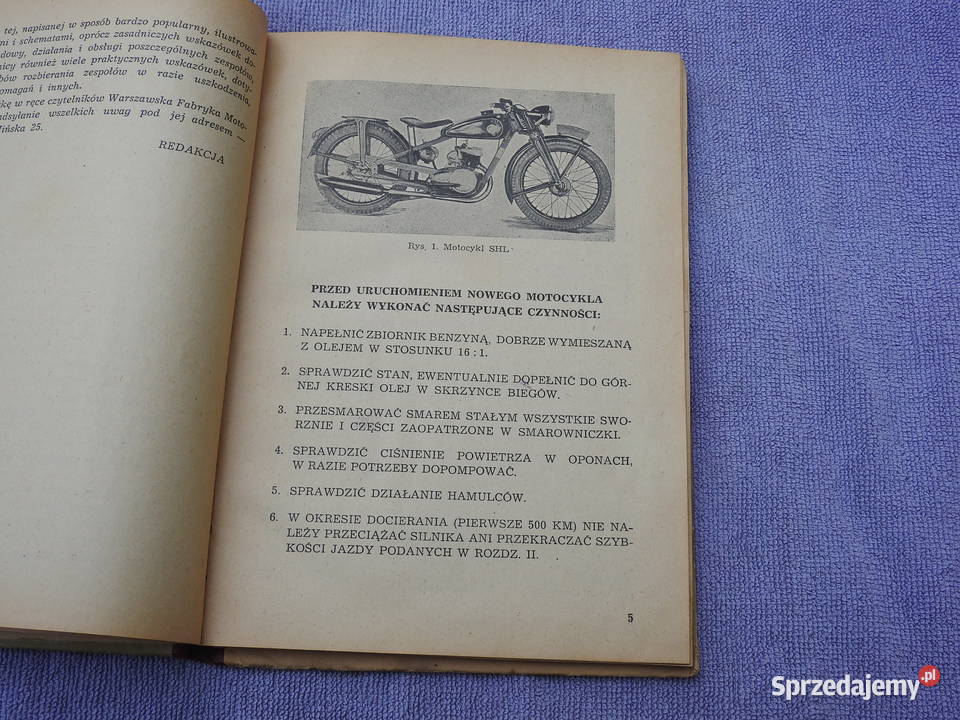 tej, napisanej w sposób bardzo popularny, ilustrowa-
ni i schematami, oprócz zasadniczych wskazówek do-
dowy, działania i obsługi poszczególnych zespołów,
nicy również wiele praktycznych wskazówek, doty-
bów rozbierania zespołów w razie uszkodzenia,
omagań i innych.
kę w ręce czytelników Warszawska Fabryka Moto-
adsyłanie wszelkich uwag pod jej adresem —
ińska 25.
REDAKCJA
Rys. 1. Motocykl SHL
PRZED URUCHOMIENIEM NOWEGO MOTOCYKLA
NALEŻY WYKONAĆ NASTĘPUJĄCE CZYNNOŚCI:
1. NAPEŁNIĆ ZBIORNIK BENZYNĄ, DOBRZE WYMIESZANĄ
Z OLEJEM W STOSUNKU 16 : 1.
2. SPRAWDZIĆ STAN, EWENTUALNIE DOPEŁNIĆ DO GÓR-
NEJ KRESKI OLEJ W SKRZYNCE BIEGÓW.
3. PRZESMAROWAĆ SMAREM STAŁYM WSZYSTKIE SWO-
RZNIE I CZĘŚCI ZAOPATRZONE W SMAROWNICZKI.
4. SPRAWDZIĆ CIŚNIENIE POWIETRZA W OPONACH,
W RAZIE POTRZEBY DOPOMPOWAĆ.
5. SPRAWDZIĆ DZIAŁANIE HAMULCÓW.
6. W OKRESIE DOCIERANIA (PIERWSZE 500 KM) NIE NA-
LEŻY PRZECIĄŻAĆ SILNIKA ANI PRZEKRACZAĆ SZYB-
KOŚCI JAZDY PODANYCH W ROZDZ. II.
5
Sprzedajemy.pl